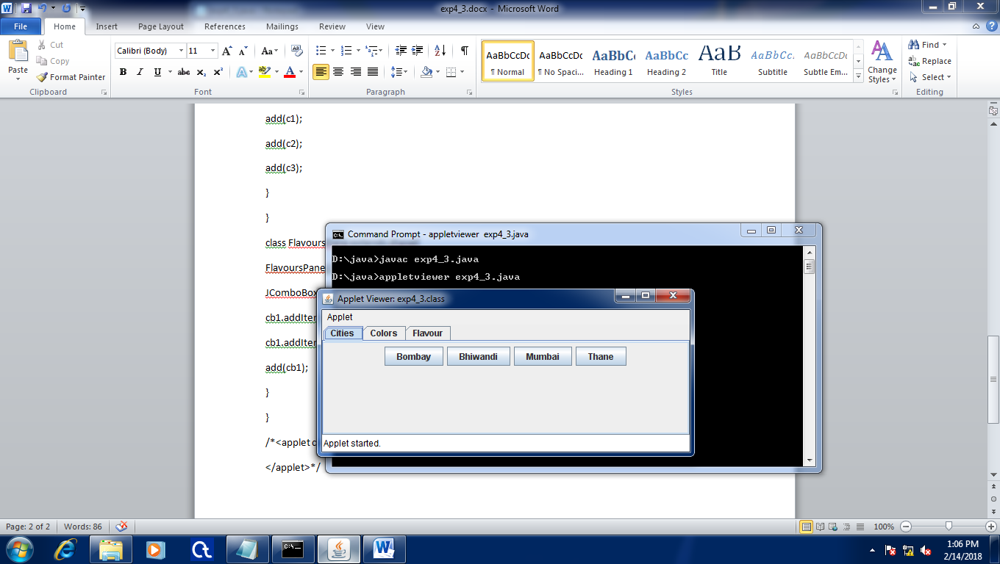 exp4_3.docx - Microsoft Word
File Home Insert Page Layout References Mailings Review View
Paste
Cut
Copy
Format Painter
Clipboard
Calibri (Body) 11
Font
Paragraph
AaBbCcDc AaBbCcDc AaBbC AaBbCc AaB AaBbCc. AaBbCcDc
¶ Normal ¶ No Spaci... Heading 1 Heading 2 Title Subtitle Subtle Em...
Change Styles
Styles
Find
Replace
Select
Editing
add(c1);
add(c2);
add(c3);
}
}
class Flavours
FlavoursPane
JComboBox
cb1.addIter
cb1.addIter
add(cb1);
}
}
/*<applet c
</applet>*/
Command Prompt - appletviewer exp4_3.java
D:\java>javac exp4_3.java
D:\java>appletviewer exp4_3.java
Applet Viewer: exp4_3.class
Applet
Cities Colors Flavour
Bombay Bhiwandi Mumbai Thane
Applet started.
Page: 2 of 2 Words: 86
100%
1:06 PM
2/14/2018